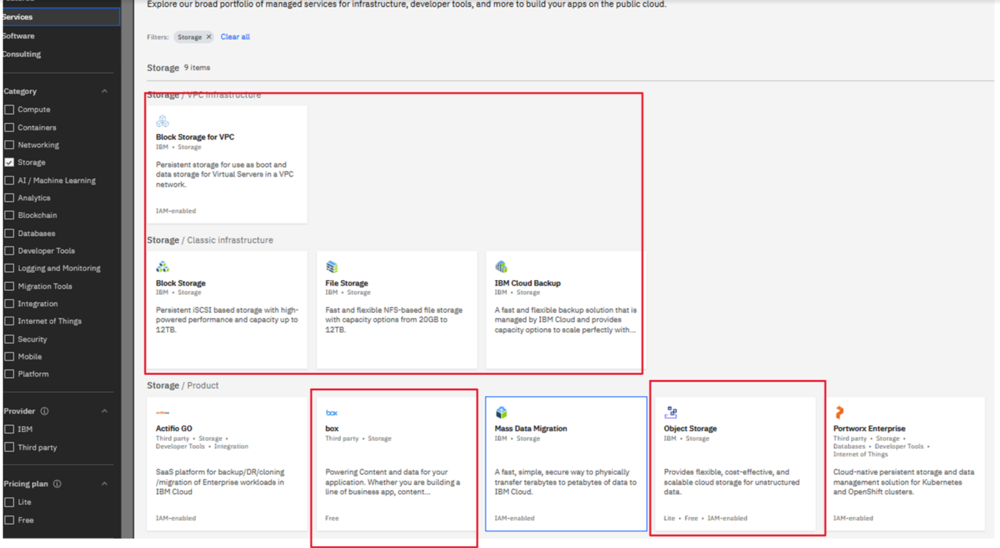 Explore our broad portfolio of managed services for infrastructure, developer tools, and more to build your apps on the public cloud.
Services
Software
Consulting
Category
Compute
Containers
Networking
Storage
AI / Machine Learning
Analytics
Blockchain
Databases
Developer Tools
Logging and Monitoring
Migration Tools
Integration
Internet of Things
Security
Mobile
Platform
Provider
IBM
Third party
Pricing plan
Lite
Free
Filters: Storage × Clear all
Storage 9 items
Storage / VPC infrastructure
Block Storage for VPC
IBM • Storage
Persistent storage for use as boot and
data storage for Virtual Servers in a VPC
network.
IAM-enabled
Storage / Classic infrastructure
Block Storage
IBM • Storage
Persistent iSCSI based storage with high-
powered performance and capacity up to
12TB.
File Storage
IBM • Storage
Fast and flexible NFS-based file storage
with capacity options from 20GB to
12TB.
IBM Cloud Backup
IBM • Storage
A fast and flexible backup solution that is
managed by IBM Cloud and provides
capacity options to scale perfectly with...
Storage / Product
Actifio GO
Third party • Storage •
Developer Tools • Integration
SaaS platform for backup/DR/cloning
/migration of Enterprise workloads in
IBM Cloud
IAM-enabled
box
box
Third party • Storage
Powering Content and data for your
application. Whether you are building a
line of business app, content...
Free
Mass Data Migration
IBM • Storage
A fast, simple, secure way to physically
transfer terabytes to petabytes of data to
IBM Cloud.
IAM-enabled
Object Storage
IBM • Storage
Provides flexible, cost-effective, and
scalable cloud storage for unstructured
data.
Lite • Free • IAM-enabled
Portworx Enterprise
Third party • Storage •
Databases • Developer Tools •
Internet of Things
Cloud-native persistent storage and data
management solution for Kubernetes
and OpenShift clusters.
IAM-enabled